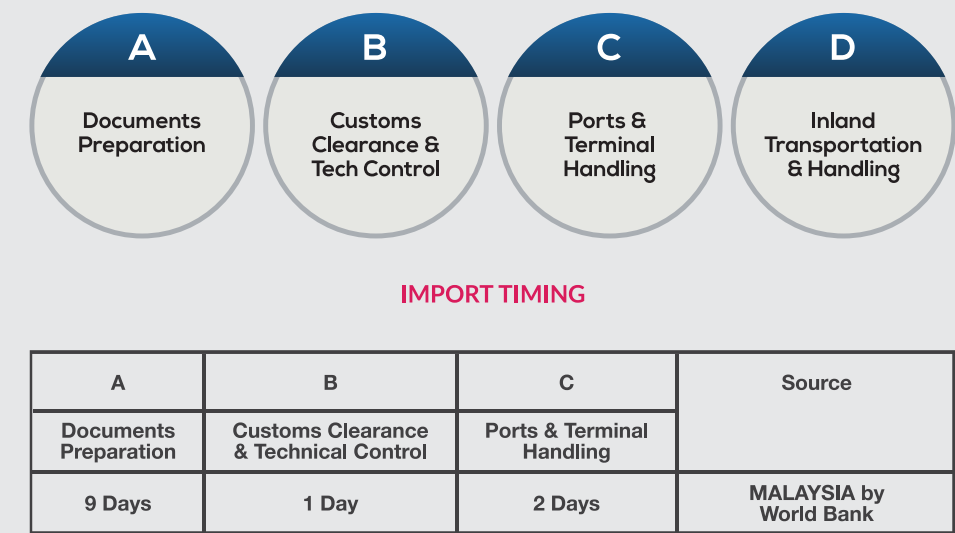 A
B
C
D
Documents
Preparation
Customs
Clearance &
Tech Control
Ports &
Terminal
Handling
Inland
Transportation
& Handling
IMPORT TIMING
A
B
C
Source
Documents
Preparation
Customs Clearance
& Technical Control
Ports & Terminal
Handling
9 Days
1 Day
2 Days
MALAYSIA by
World Bank